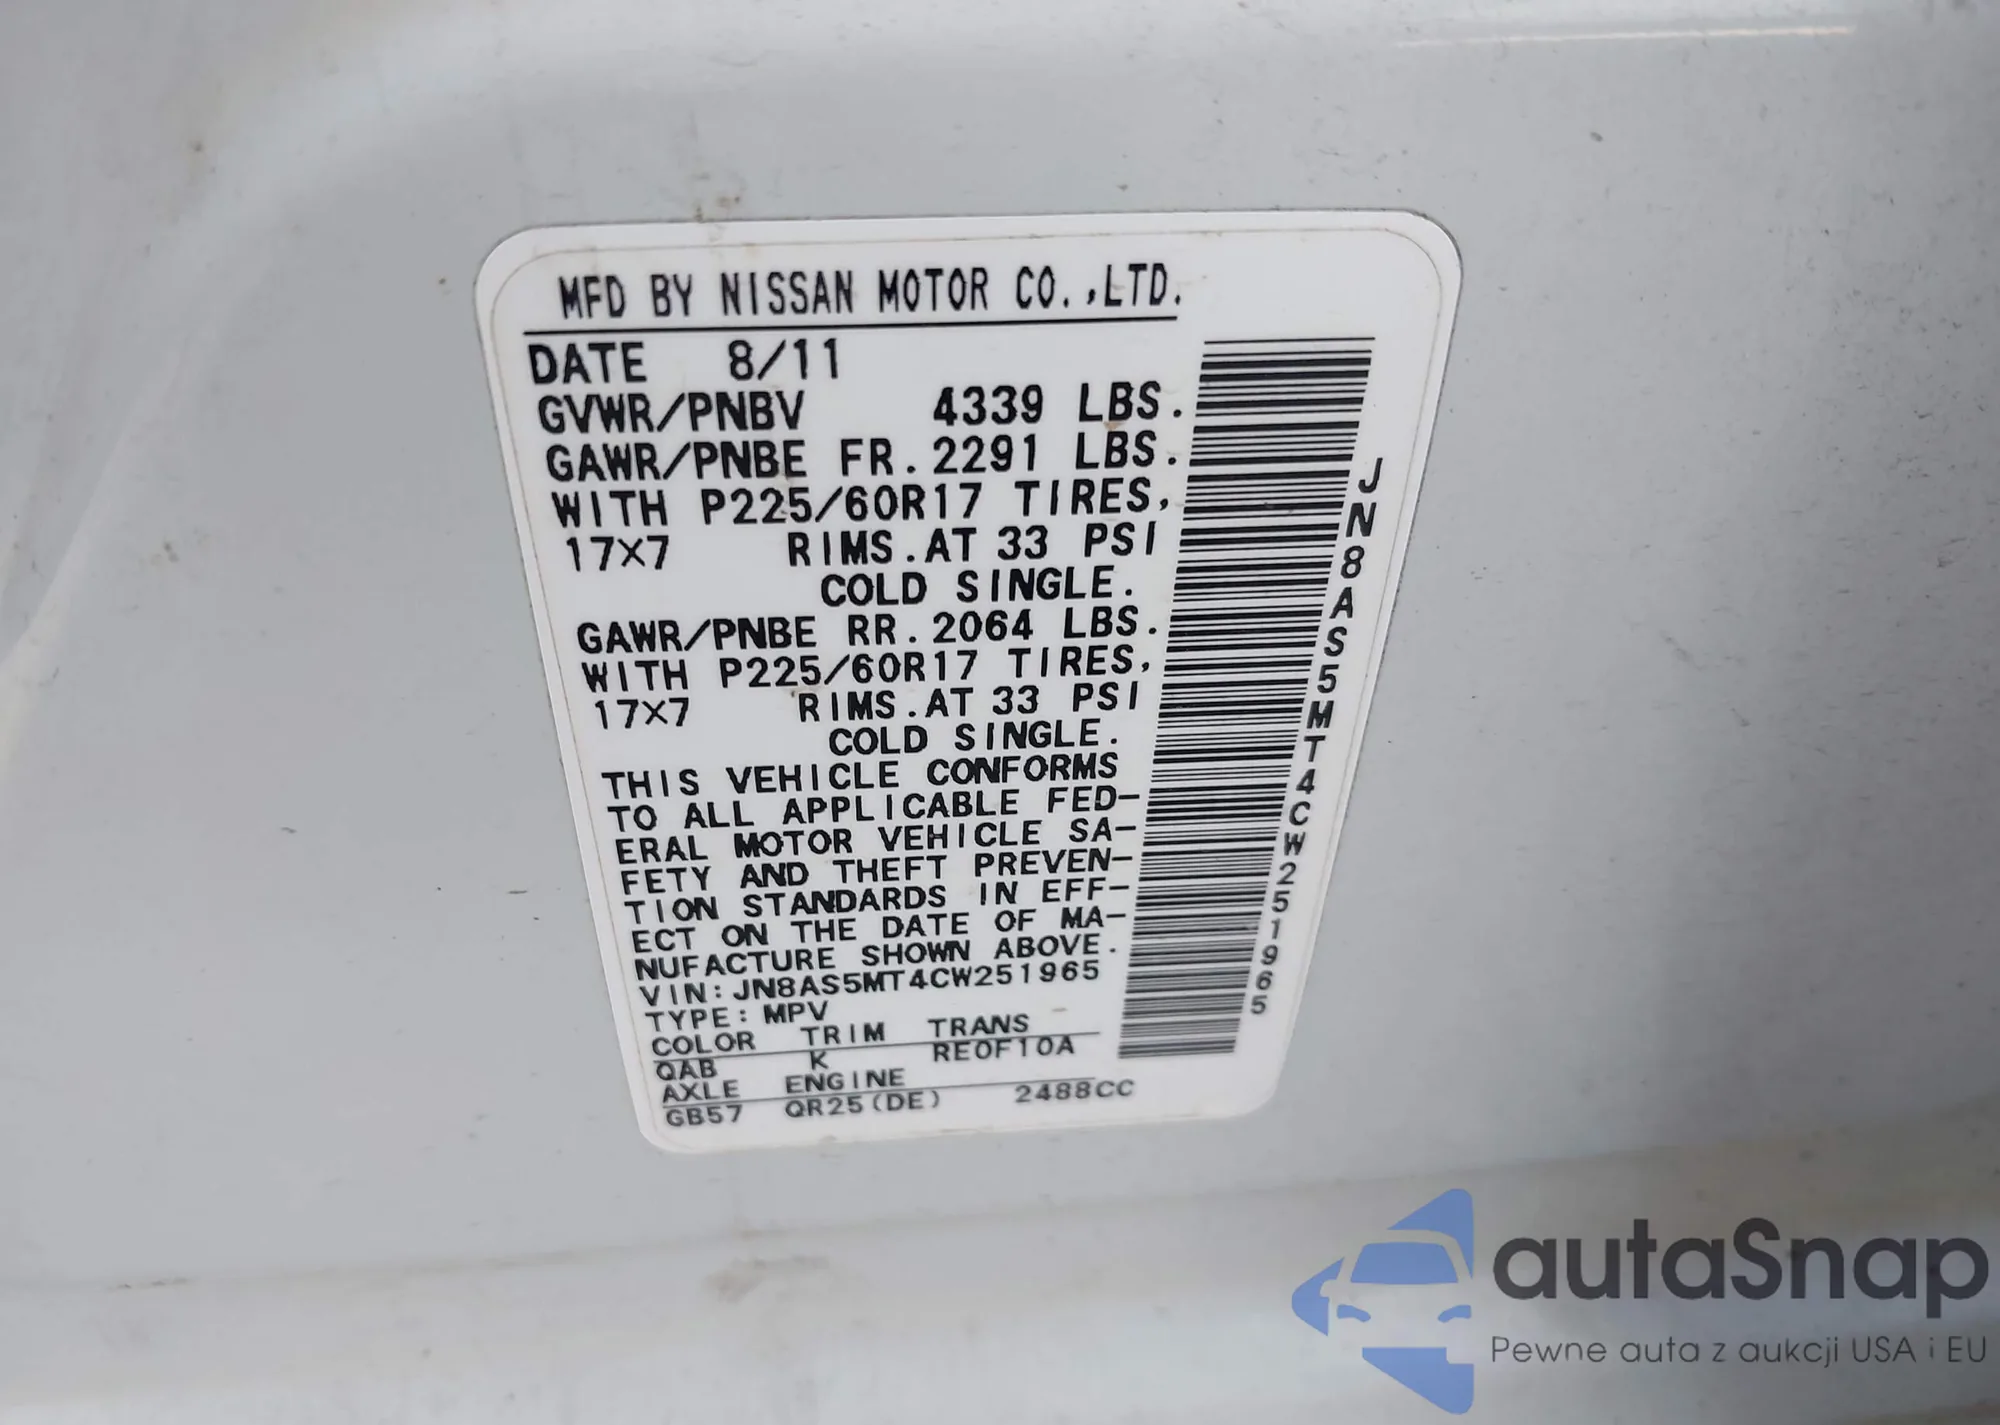 MFD BY NISSAN MOTOR CO.,LTD.
DATE 8/11
GVWR/PNBV 4339 LBS.
GAWR/PNBE FR.2291 LBS.
WITH P225/60R17 TIRES,
17X7 RIMS.AT 33 PSI
COLD SINGLE.
GAWR/PNBE RR.2064 LBS.
WITH P225/60R17 TIRES,
17X7 RIMS.AT 33 PSI
COLD SINGLE.
THIS VEHICLE CONFORMS
TO ALL APPLICABLE FED-
ERAL MOTOR VEHICLE SA-
FETY AND THEFT PREVEN-
TION STANDARDS IN EFF-
ECT ON THE DATE OF MA-
NUFACTURE SHOWN ABOVE.
VIN:JN8AS5MT4CW251965
TYPE:MPV
COLOR TRIM TRANS
QAB K RE0F10A
AXLE ENGINE
GB57 QR25(DE) 2488CC
JN8AS5MT4CW251965
autaSnap
Pewne auta z aukcji USA i EU